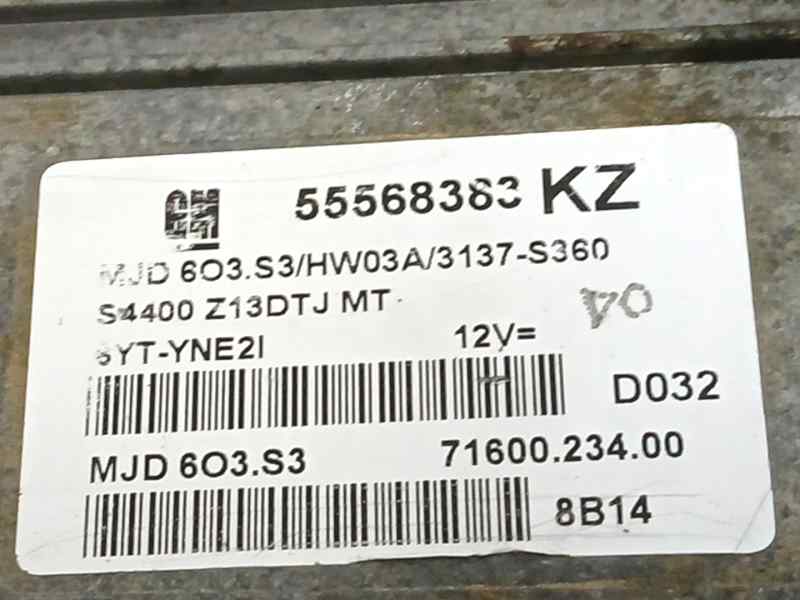 GM 55568383 KZ
MJD 6O3.S3/HW03A/3137-S360
S4400 Z13DTJ MT
6YT-YNE2I 12V=
D032
MJD 6O3.S3 71600.234.00
8B14